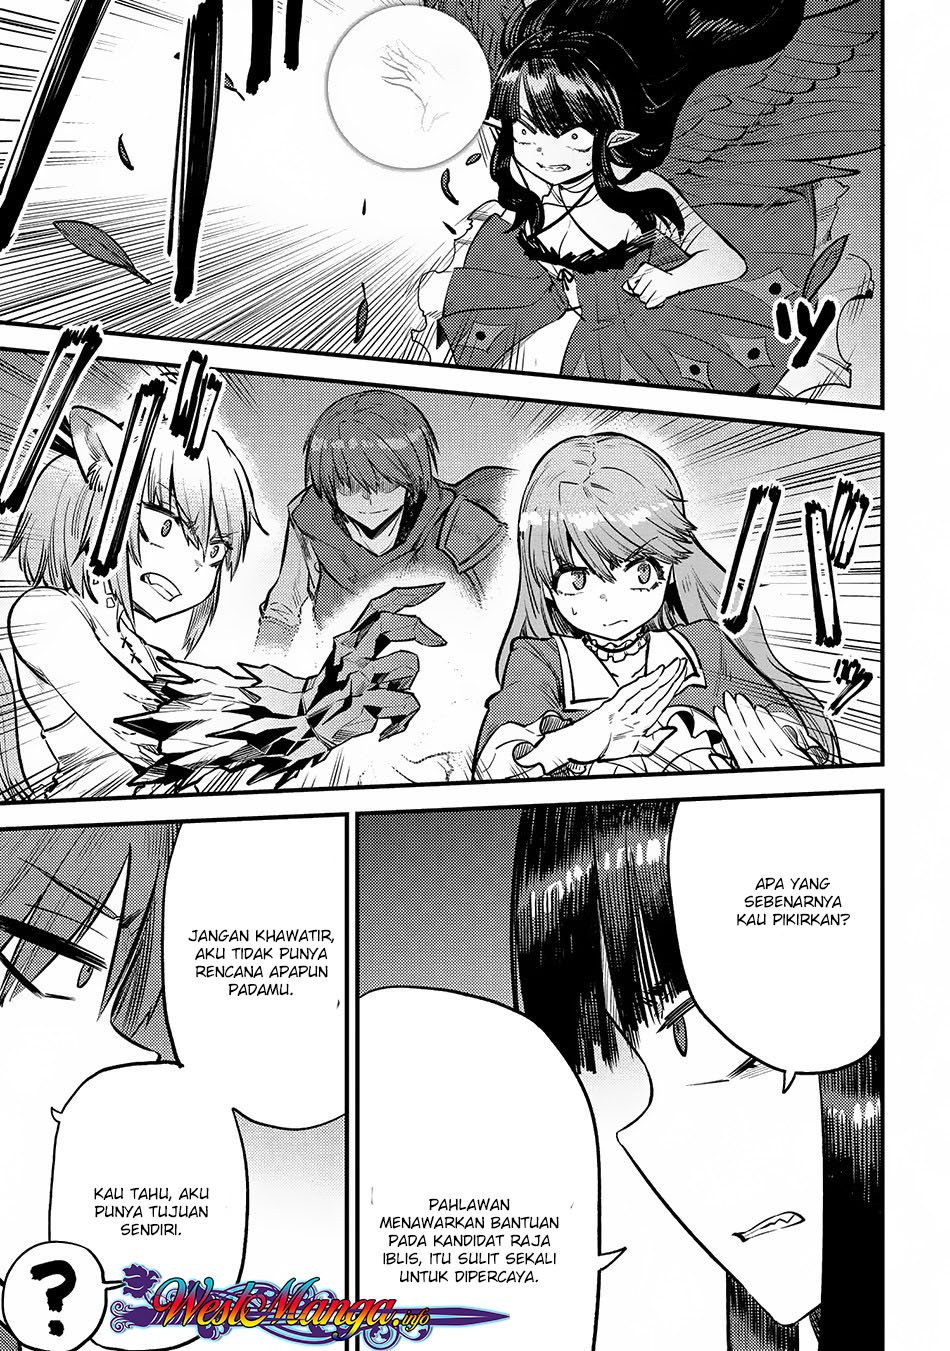 APA YANG
SEBENARNYA
KAU PIKIRKAN?
PAHLAWAN
MENAWARKAN BANTUAN
PADA KANDIDAT RAJA
IBLIS, ITU SULIT SEKALI
UNTUK DIPERCAYA.
JANGAN KHAWATIR,
AKU TIDAK PUNYA
RENCANA APAPUN
PADAMU.
KAU TAHU, AKU
PUNYA TUJUAN
SENDIRI.
?
WestManga.info